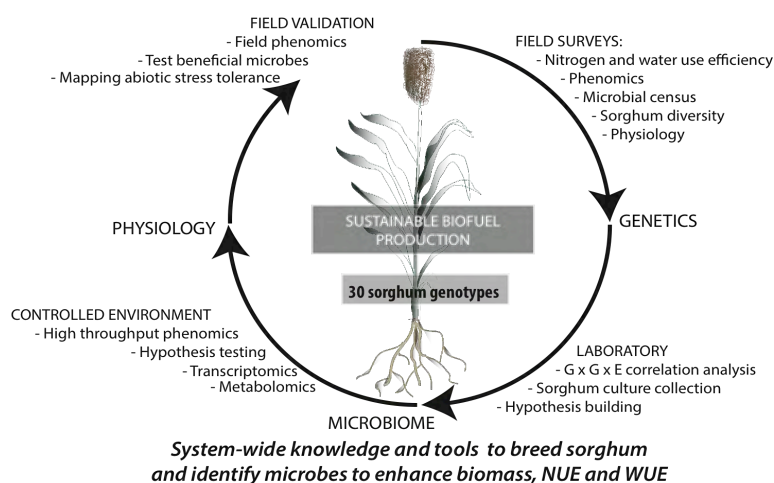 FIELD VALIDATION
- Field phenomics
- Test beneficial microbes
- Mapping abiotic stress tolerance
FIELD SURVEYS:
- Nitrogen and water use efficiency
- Phenomics
- Microbial census
- Sorghum diversity
- Physiology
PHYSIOLOGY
SUSTAINABLE BIOFUEL
PRODUCTION
GENETICS
30 sorghum genotypes
CONTROLLED ENVIRONMENT
- High throughput phenomics
- Hypothesis testing
- Transcriptomics
- Metabolomics
LABORATORY
- G x G x E correlation analysis
- Sorghum culture collection
- Hypothesis building
MICROBIOME
System-wide knowledge and tools to breed sorghum
and identify microbes to enhance biomass, NUE and WUE